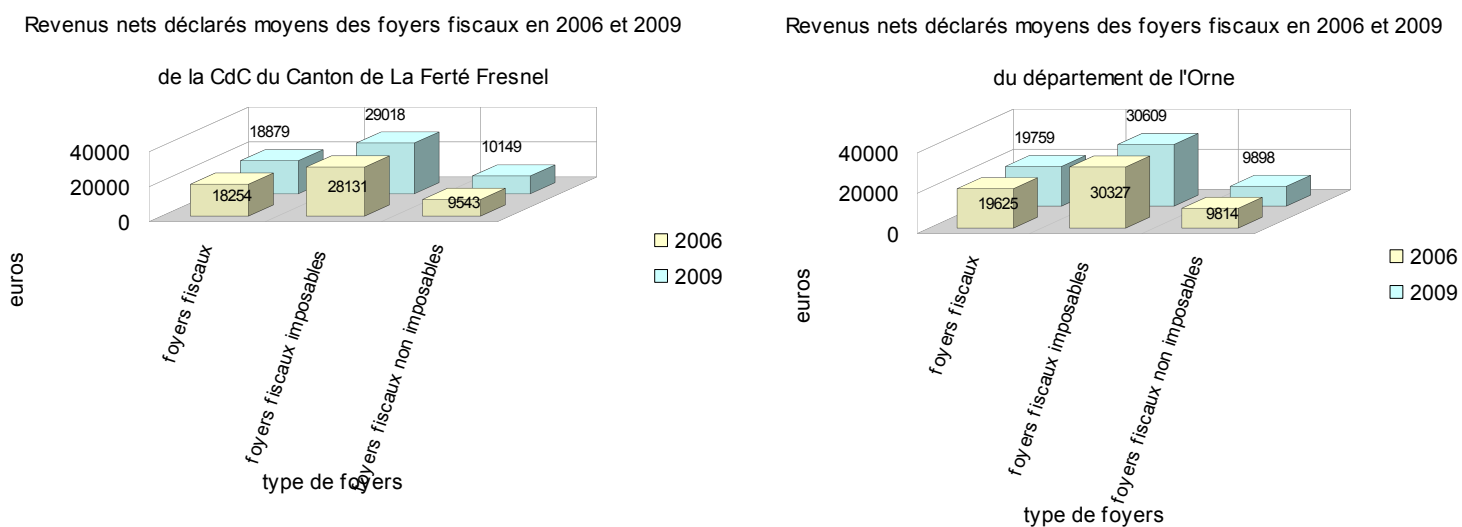 Revenus nets déclarés moyens des foyers fiscaux en 2006 et 2009
de la CdC du Canton de La Ferté Fresnel
29018
18879
10149
40000
20000
0
18254
28131
9543
2006
2009
euros
foyers fiscaux
foyers fiscaux imposables
foyers fiscaux non imposables
type de foyers
Revenus nets déclarés moyens des foyers fiscaux en 2006 et 2009
du département de l'Orne
30609
19759
9898
40000
20000
0
19625
30327
9814
2006
2009
euros
foyers fiscaux
foyers fiscaux imposables
foyers fiscaux non imposables
type de foyers